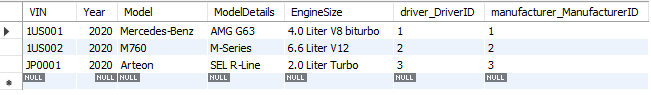 VIN Year Model ModelDetails EngineSize driver_DriverID manufacturer_ManufacturerID
1US001 2020 Mercedes-Benz AMG G63 4.0 Liter V8 biturbo 1 1
1US002 2020 M760 M-Series 6.6 Liter V12 2 2
JP0001 2020 Arteon SEL R-Line 2.0 Liter Turbo 3 3
NULL NULL NULL NULL NULL NULL NULL